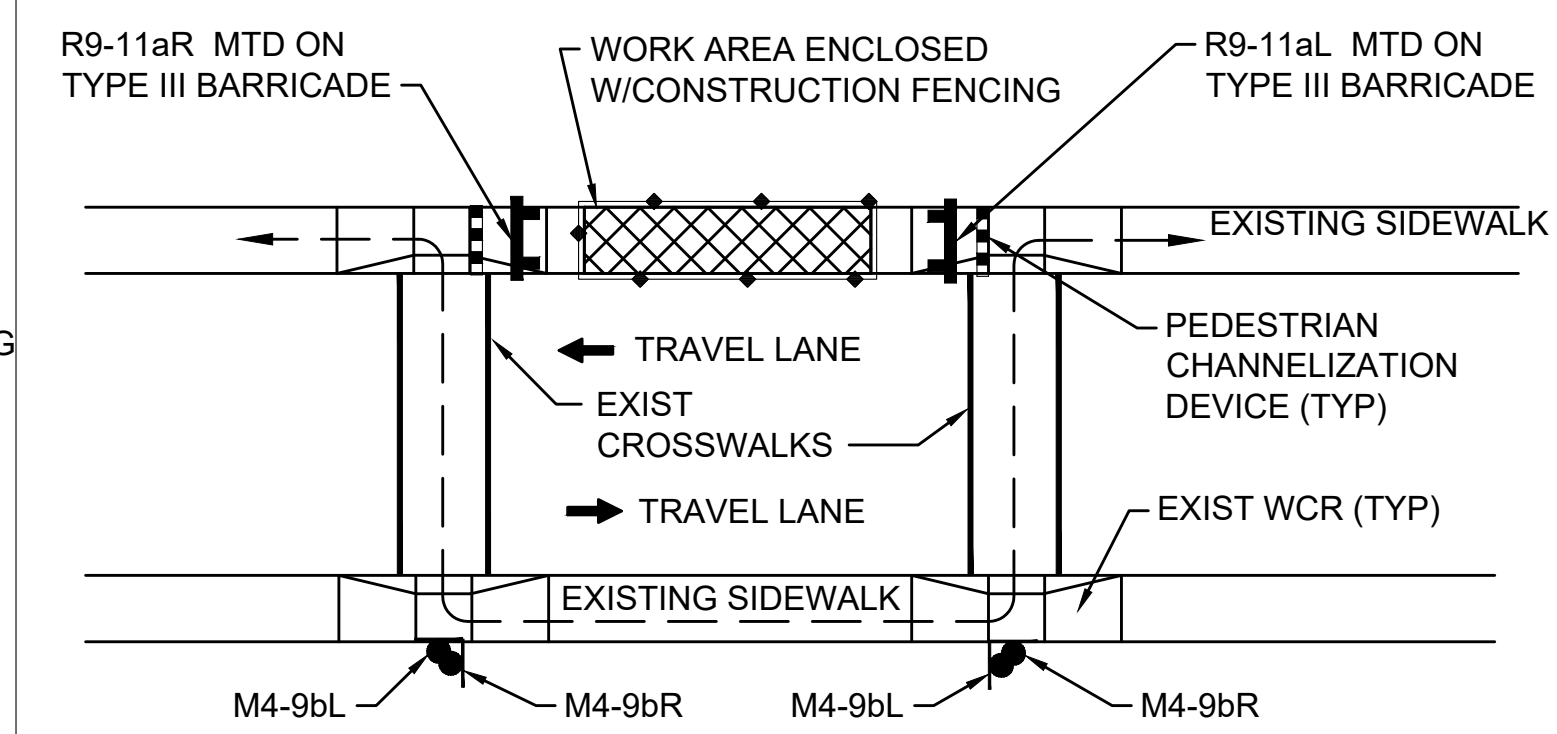 R9-11aR MTD ON
TYPE III BARRICADE
WORK AREA ENCLOSED
W/CONSTRUCTION FENCING
R9-11aL MTD ON
TYPE III BARRICADE
EXISTING SIDEWALK
G
TRAVEL LANE
PEDESTRIAN
CHANNELIZATION
DEVICE (TYP)
EXIST
CROSSWALKS
TRAVEL LANE
EXIST WCR (TYP)
EXISTING SIDEWALK
M4-9bL
M4-9bR
M4-9bL
M4-9bR